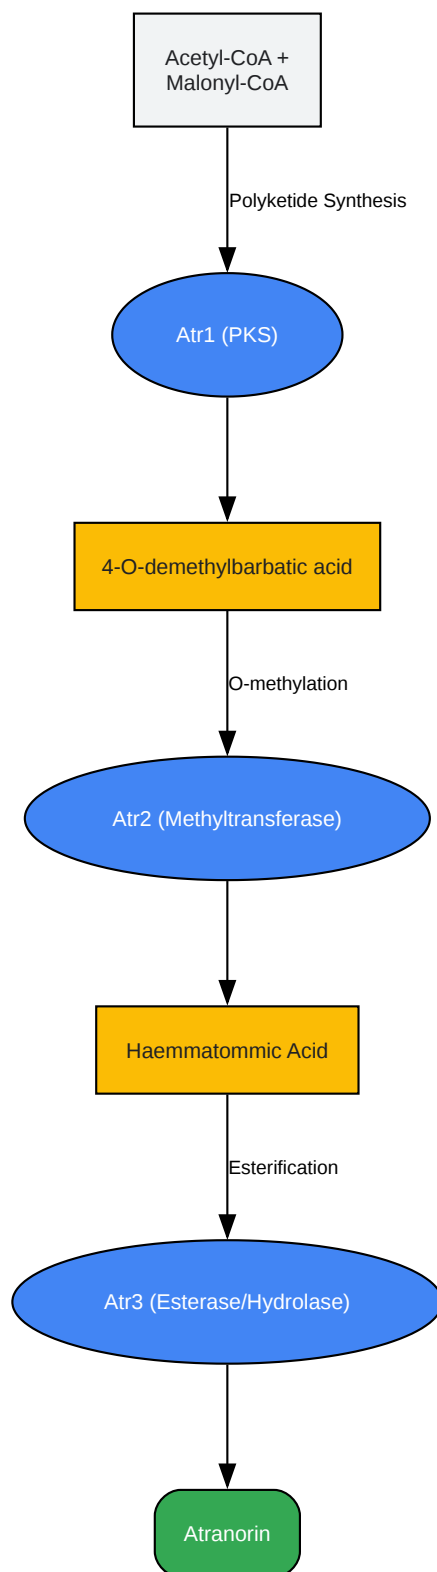 Acetyl-CoA +
Malonyl-CoA
Polyketide Synthesis
Atr1 (PKS)
4-O-demethylbarbatic acid
O-methylation
Atr2 (Methyltransferase)
Haemmatommic Acid
Esterification
Atr3 (Esterase/Hydrolase)
Atranorin